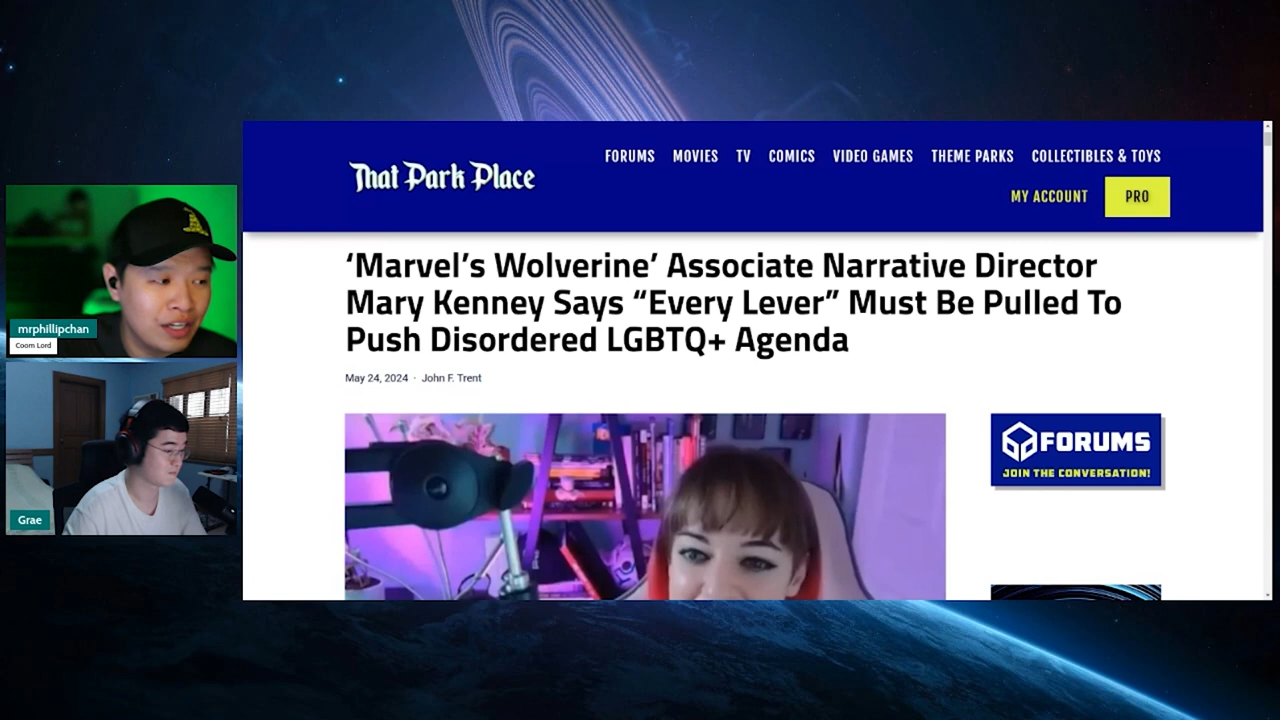 FORUMS MOVIES TV COMICS VIDEO GAMES THEME PARKS COLLECTIBLES & TOYS
That Park Place
MY ACCOUNT PRO
‘Marvel’s Wolverine’ Associate Narrative Director
Mary Kenney Says “Every Lever” Must Be Pulled To
Push Disordered LGBTQ+ Agenda
May 24, 2024 · John F. Trent
FORUMS
JOIN THE CONVERSATION!
mrphillipchan
Coom Lord
Grae